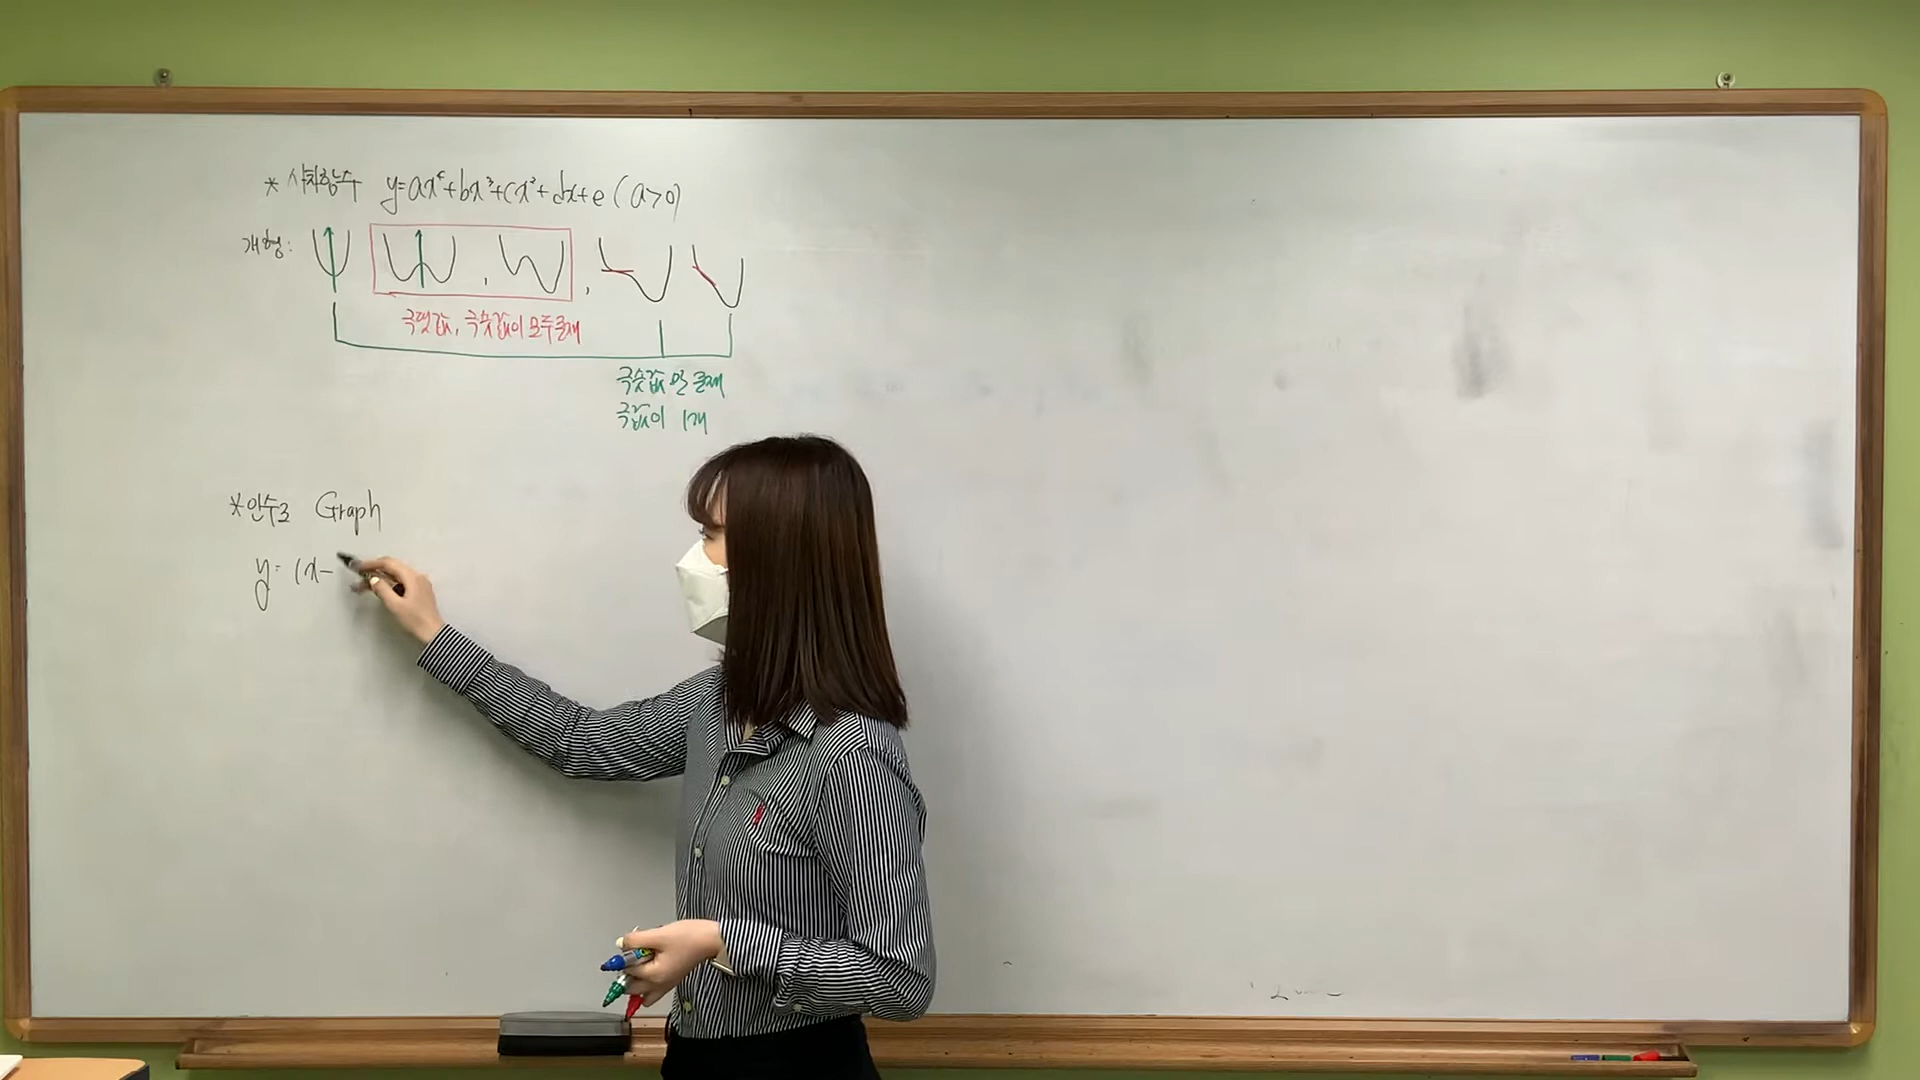 * 사차함수 y=ax⁴+bx³+cx²+dx+e (a>0)
개형: , ,
극댓값, 극솟값이 모두 존재
극솟값만 존재
극값이 1개
*인수로 Graph
y= (x-